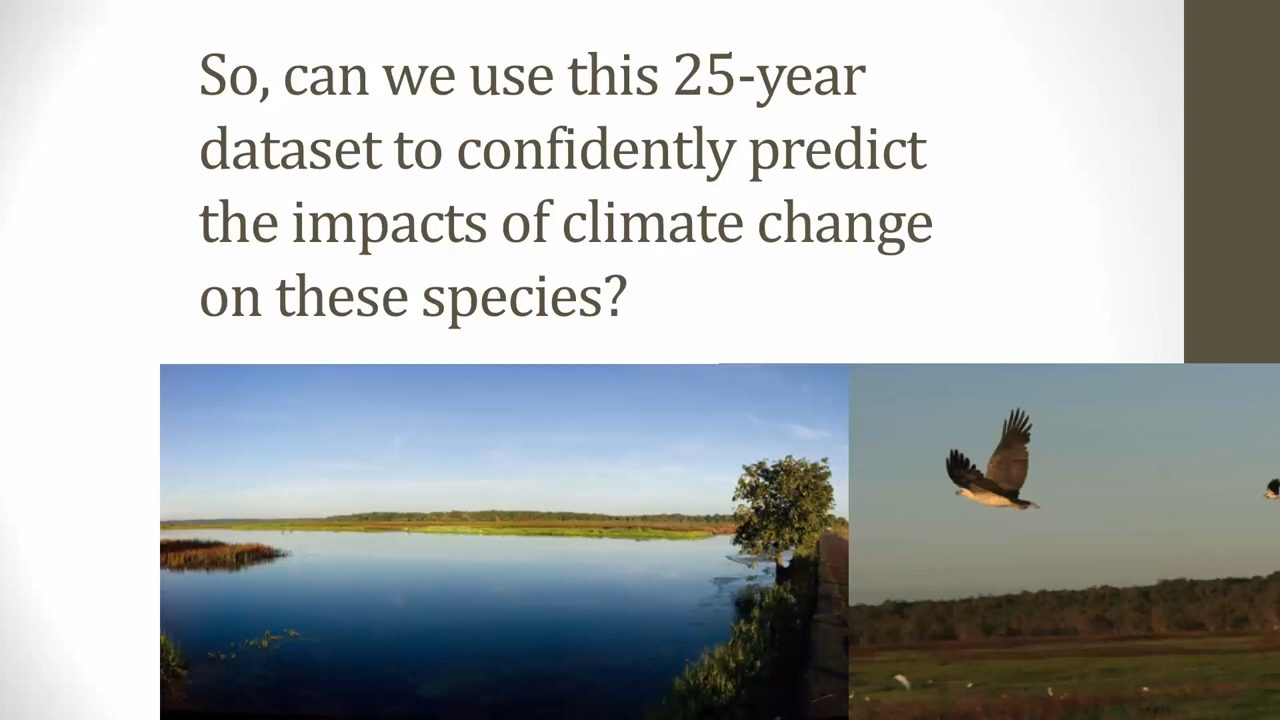 So, can we use this 25-year
dataset to confidently predict
the impacts of climate change
on these species?